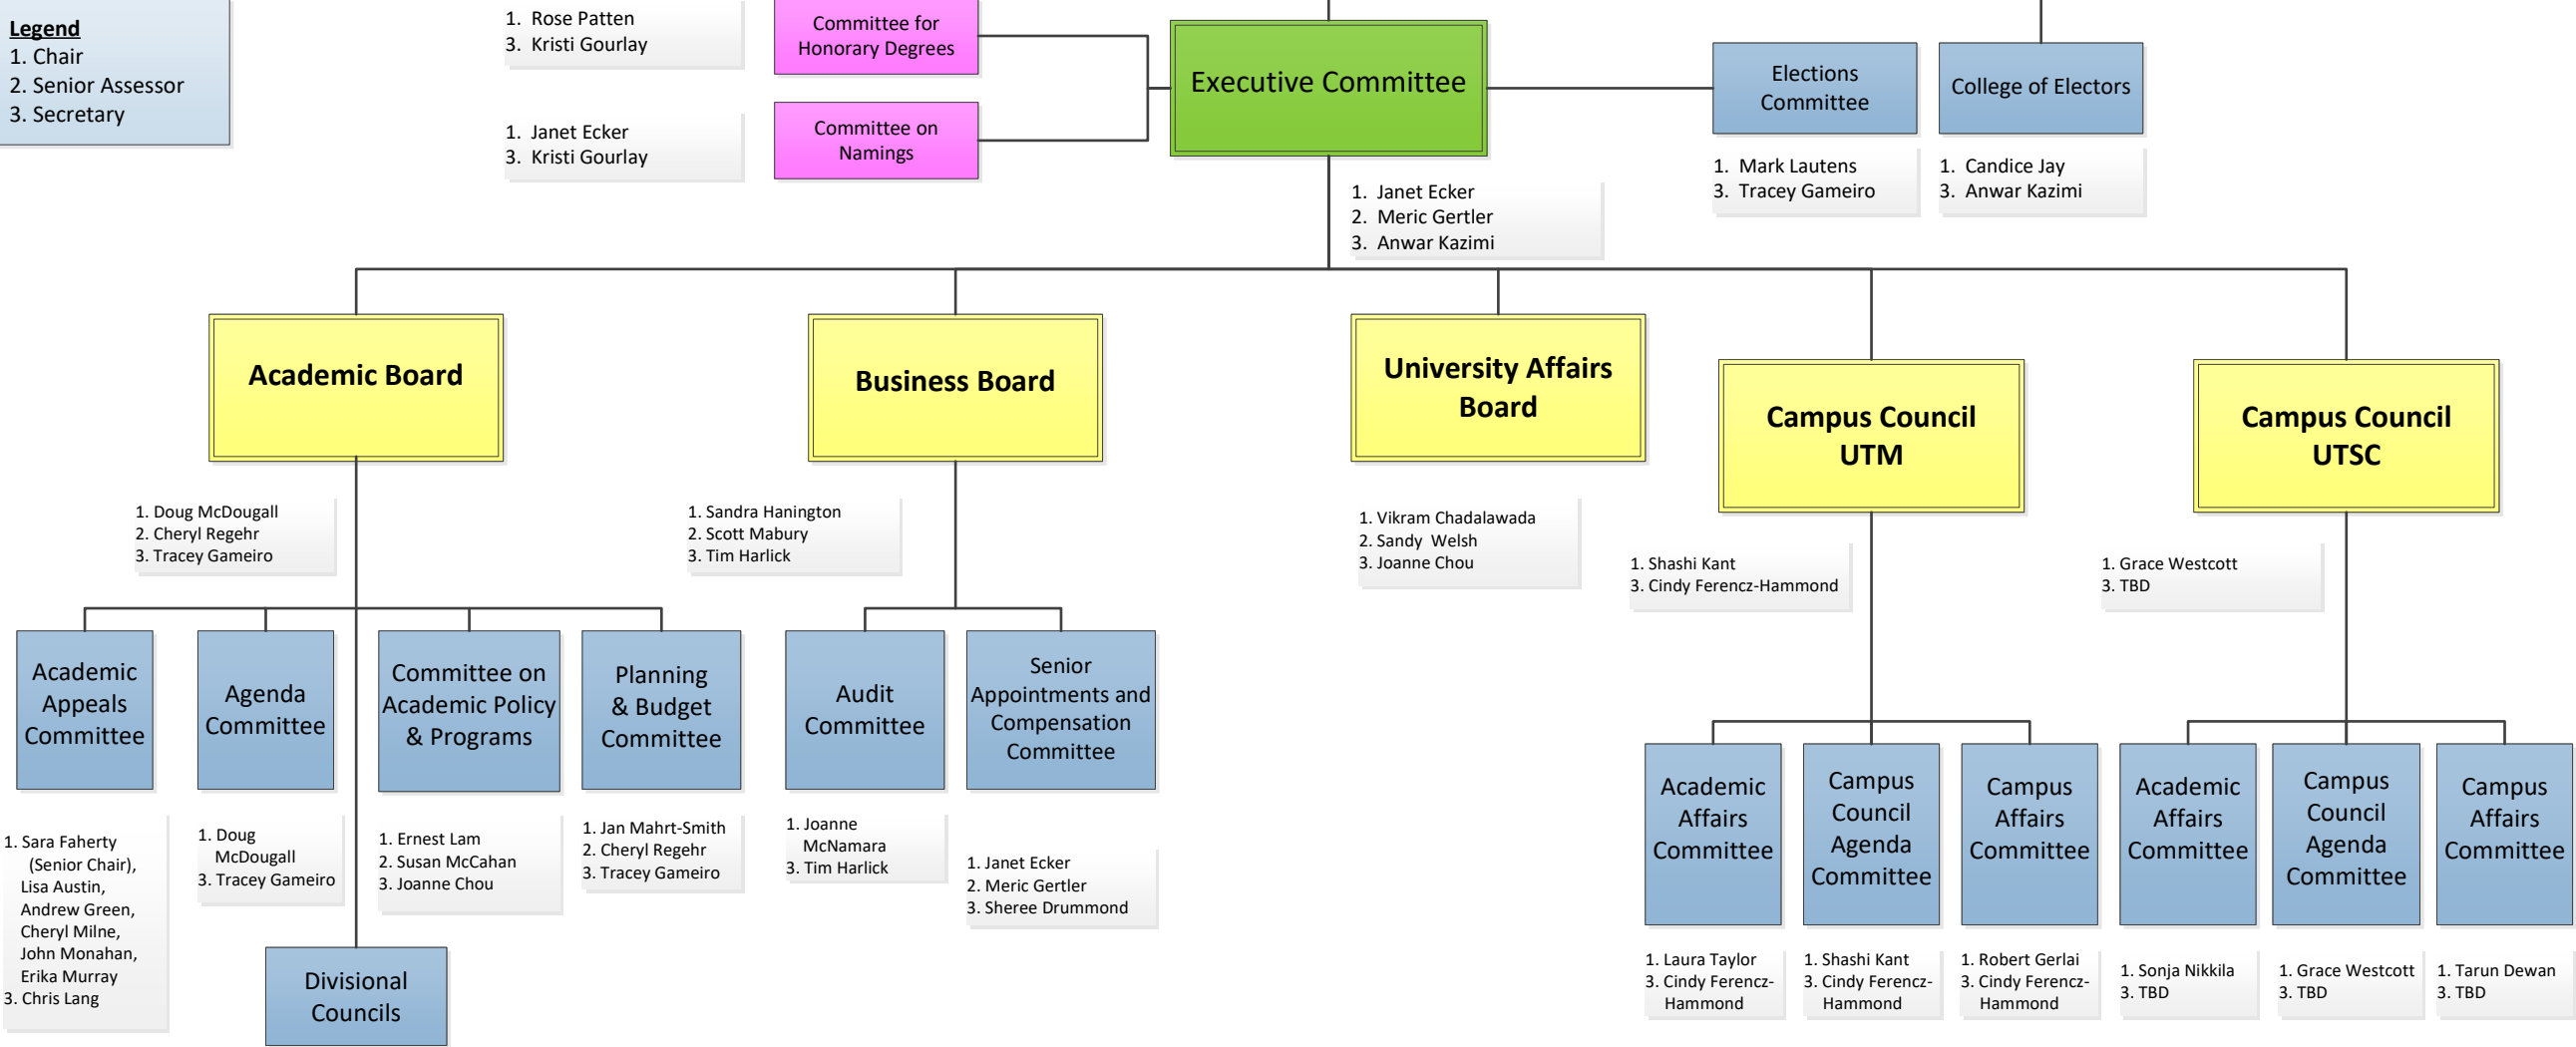 Legend
1. Chair
2. Senior Assessor
3. Secretary
1. Rose Patten
3. Kristi Gourlay
Committee for
Honorary Degrees
1. Janet Ecker
3. Kristi Gourlay
Committee on
Namings
Executive Committee
1. Janet Ecker
2. Meric Gertler
3. Anwar Kazimi
Elections
Committee
1. Mark Lautens
3. Tracey Gameiro
College of Electors
1. Candice Jay
3. Anwar Kazimi
Academic Board
1. Doug McDougall
2. Cheryl Regehr
3. Tracey Gameiro
Business Board
1. Sandra Hanington
2. Scott Mabury
3. Tim Harlick
University Affairs
Board
1. Vikram Chadalawada
2. Sandy Welsh
3. Joanne Chou
Campus Council
UTM
1. Shashi Kant
3. Cindy Ferencz-Hammond
Campus Council
UTSC
1. Grace Westcott
3. TBD
Academic
Appeals
Committee
1. Sara Faherty
(Senior Chair),
Lisa Austin,
Andrew Green,
Cheryl Milne,
John Monahan,
Erika Murray
3. Chris Lang
Agenda
Committee
1. Doug
McDougall
3. Tracey Gameiro
Divisional
Councils
Committee on
Academic Policy
& Programs
1. Ernest Lam
2. Susan McCahan
3. Joanne Chou
Planning
& Budget
Committee
1. Jan Mahrt-Smith
2. Cheryl Regehr
3. Tracey Gameiro
Audit
Committee
1. Joanne
McNamara
3. Tim Harlick
Senior
Appointments and
Compensation
Committee
1. Janet Ecker
2. Meric Gertler
3. Sheree Drummond
Academic
Affairs
Committee
1. Laura Taylor
3. Cindy Ferencz-
Hammond
Campus
Council
Agenda
Committee
1. Shashi Kant
3. Cindy Ferencz-
Hammond
Campus
Affairs
Committee
1. Robert Gerlai
3. Cindy Ferencz-
Hammond
Academic
Affairs
Committee
1. Sonja Nikkila
3. TBD
Campus
Council
Agenda
Committee
1. Grace Westcott
3. TBD
Campus
Affairs
Committee
1. Tarun Dewan
3. TBD